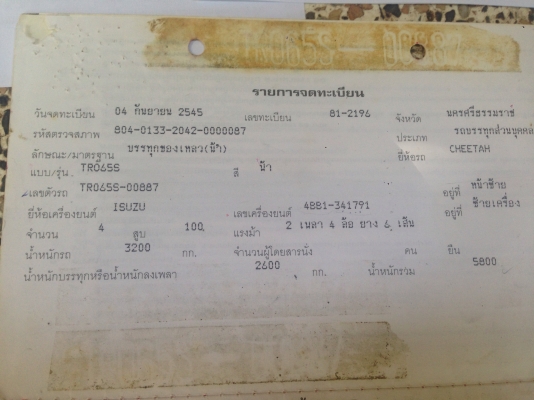 รายการจดทะเบียน
วันจดทะเบียน 04 กันยายน 2545 เลขทะเบียน 81-2196 จังหวัด นครศรีธรรมราช
รหัสตรวจสภาพ 804-0133-2042-0000087 ประเภท รถบรรทุกส่วนบุคคล
ลักษณะ/มาตรฐาน บรรทุกของเหลว(น้ำ) ยี่ห้อรถ CHEETAH
แบบ/รุ่น TR065S สี ฟ้า
เลขตัวรถ TR065S-00887 อยู่ที่ หน้าซ้าย
ยี่ห้อเครื่องยนต์ ISUZU เลขเครื่องยนต์ 4BB1-341791 อยู่ที่ ซ้ายเครื่อง
จำนวน 4 สูบ 100 แรงม้า 2 เพลา 4 ล้อ ยาง 6 เส้น
น้ำหนักรถ 3200 กก. จำนวนผู้โดยสารนั่ง คน ยืน
น้ำหนักบรรทุกหรือน้ำหนักลงเพลา 2600 กก. น้ำหนักรวม 5800